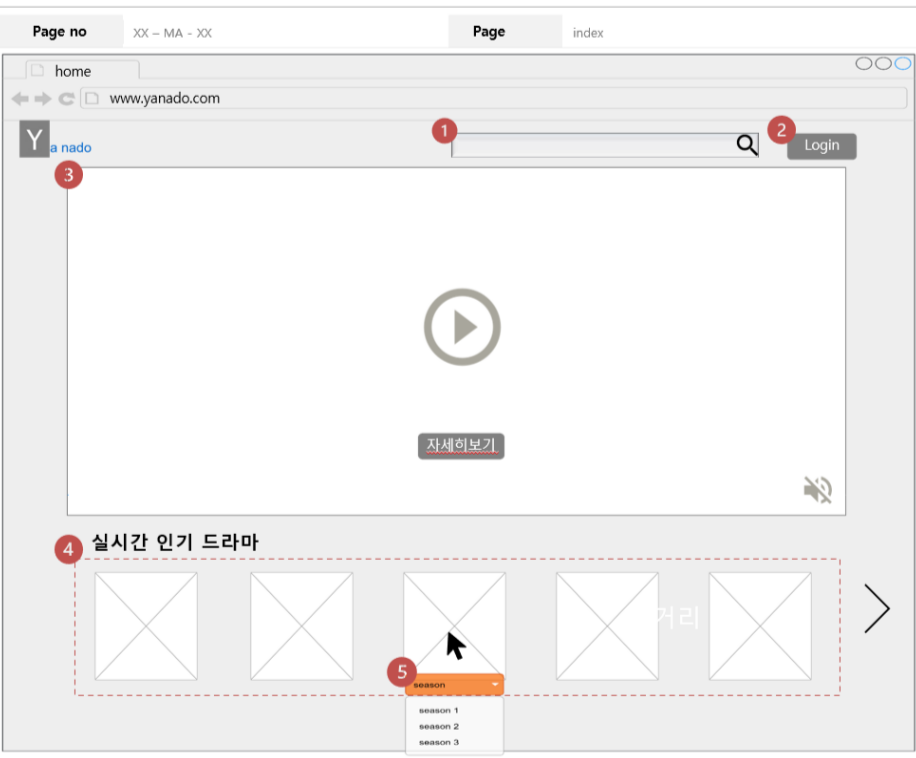 Page no XX – MA - XX Page index
home
www.yanado.com
Y a nado
1
2 Login
3
자세히보기
4 실시간 인기 드라마
거리
5 season
season 1
season 2
season 3